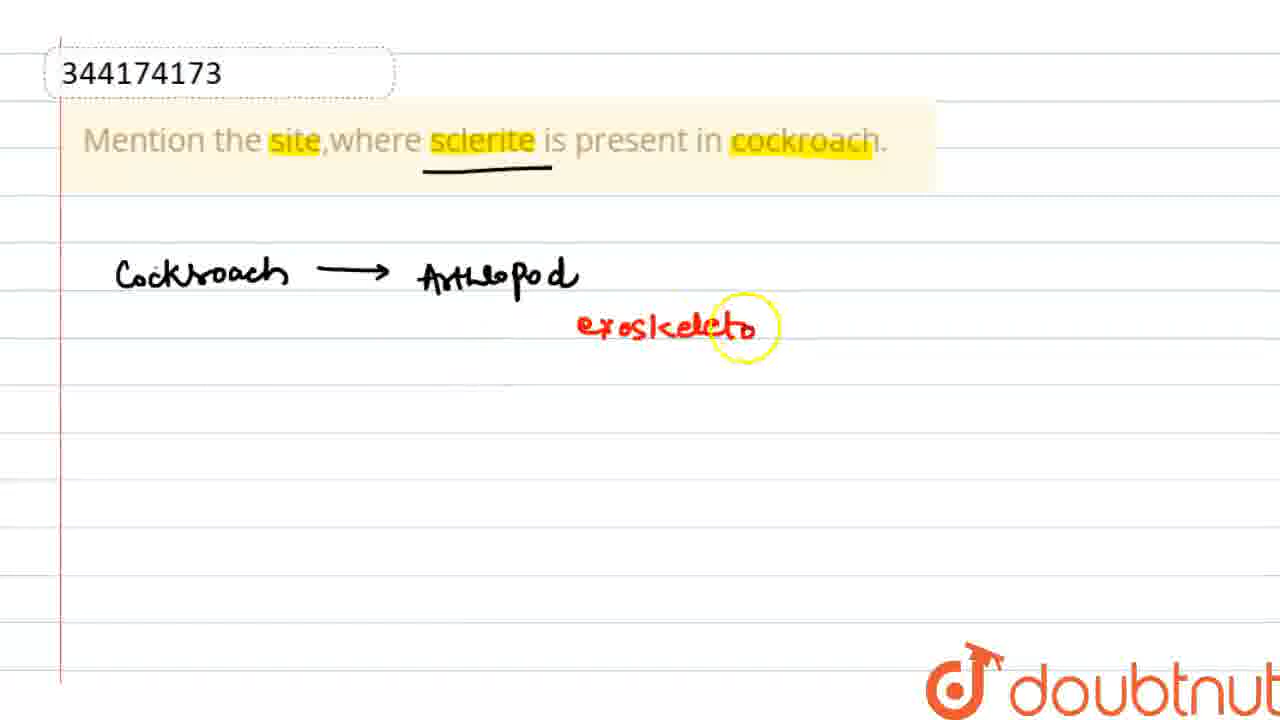 344174173
Mention the site,where sclerite is present in cockroach.
Cockroach → Arthropod
exoskeleto
doubtnut